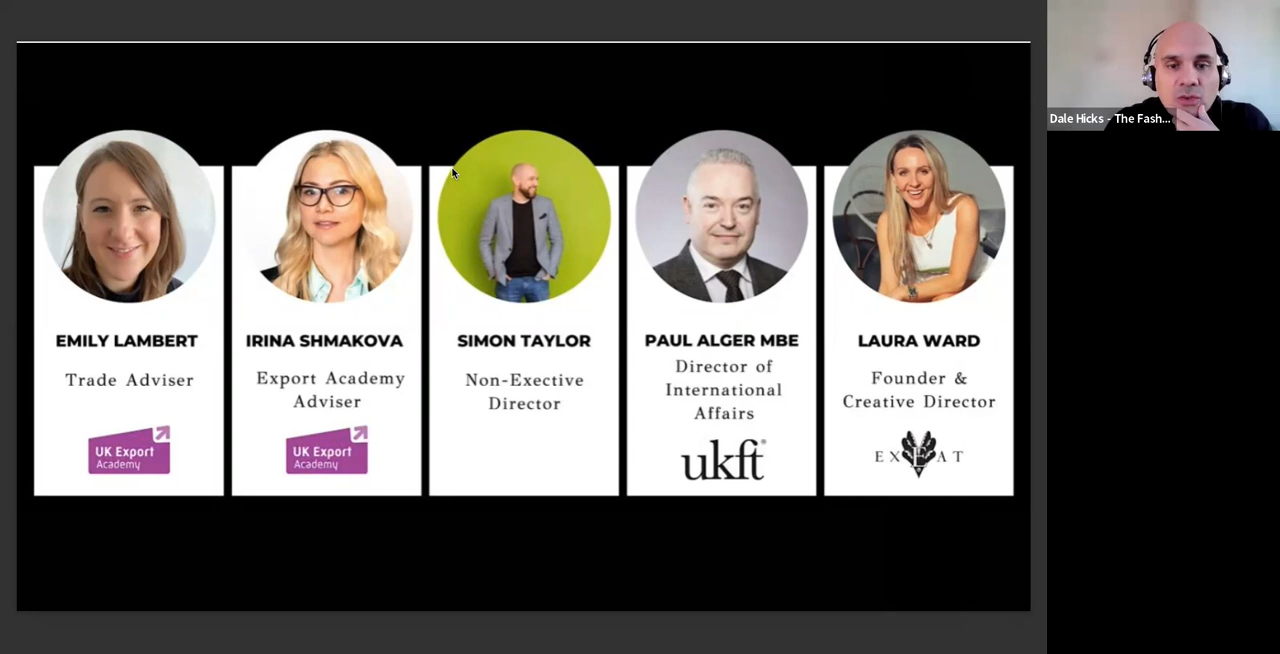 Dale Hicks - The Fash...
EMILY LAMBERT
Trade Adviser
UK Export
Academy
IRINA SHMAKOVA
Export Academy
Adviser
UK Export
Academy
SIMON TAYLOR
Non-Exective
Director
PAUL ALGER MBE
Director of
International
Affairs
ukft®
LAURA WARD
Founder &
Creative Director
EXEAT